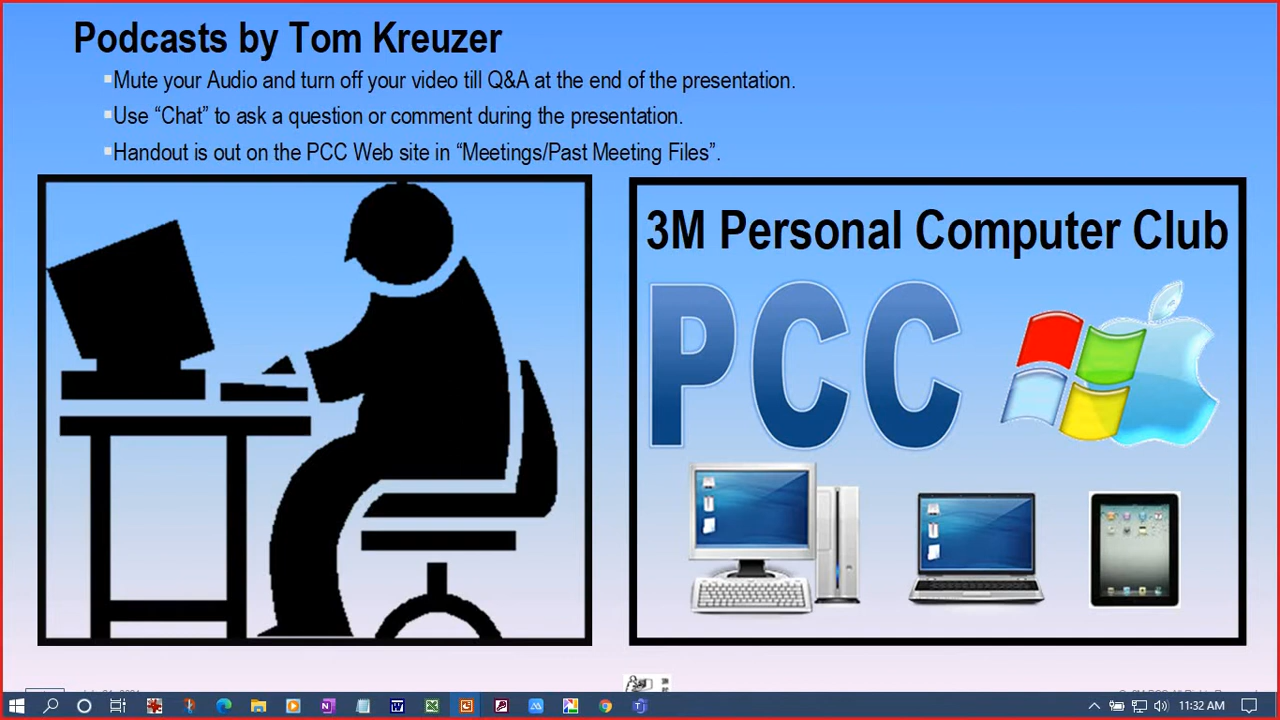 Podcasts by Tom Kreuzer
Mute your Audio and turn off your video till Q&A at the end of the presentation.
Use “Chat” to ask a question or comment during the presentation.
Handout is out on the PCC Web site in “Meetings/Past Meeting Files”.
3M Personal Computer Club
PCC
11:32 AM